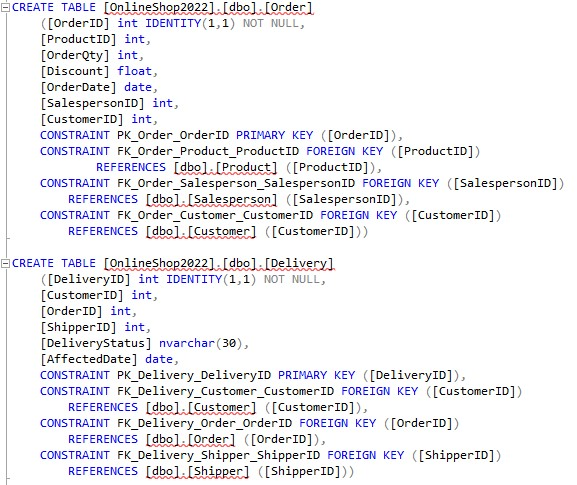 CREATE TABLE [OnlineShop2022].[dbo].[Order]
([OrderID] int IDENTITY(1,1) NOT NULL,
[ProductID] int,
[OrderQty] int,
[Discount] float,
[OrderDate] date,
[SalespersonID] int,
[CustomerID] int,
CONSTRAINT PK_Order_OrderID PRIMARY KEY ([OrderID]),
CONSTRAINT FK_Order_Product_ProductID FOREIGN KEY ([ProductID])
REFERENCES [dbo].[Product] ([ProductID]),
CONSTRAINT FK_Order_Salesperson_SalespersonID FOREIGN KEY ([SalespersonID])
REFERENCES [dbo].[Salesperson] ([SalespersonID]),
CONSTRAINT FK_Order_Customer_CustomerID FOREIGN KEY ([CustomerID])
REFERENCES [dbo].[Customer] ([CustomerID]))
CREATE TABLE [OnlineShop2022].[dbo].[Delivery]
([DeliveryID] int IDENTITY(1,1) NOT NULL,
[CustomerID] int,
[OrderID] int,
[ShipperID] int,
[DeliveryStatus] nvarchar(30),
[AffectedDate] date,
CONSTRAINT PK_Delivery_DeliveryID PRIMARY KEY ([DeliveryID]),
CONSTRAINT FK_Delivery_Customer_CustomerID FOREIGN KEY ([CustomerID])
REFERENCES [dbo].[Customer] ([CustomerID]),
CONSTRAINT FK_Delivery_Order_OrderID FOREIGN KEY ([OrderID])
REFERENCES [dbo].[Order] ([OrderID]),
CONSTRAINT FK_Delivery_Shipper_ShipperID FOREIGN KEY ([ShipperID])
REFERENCES [dbo].[Shipper] ([ShipperID]))